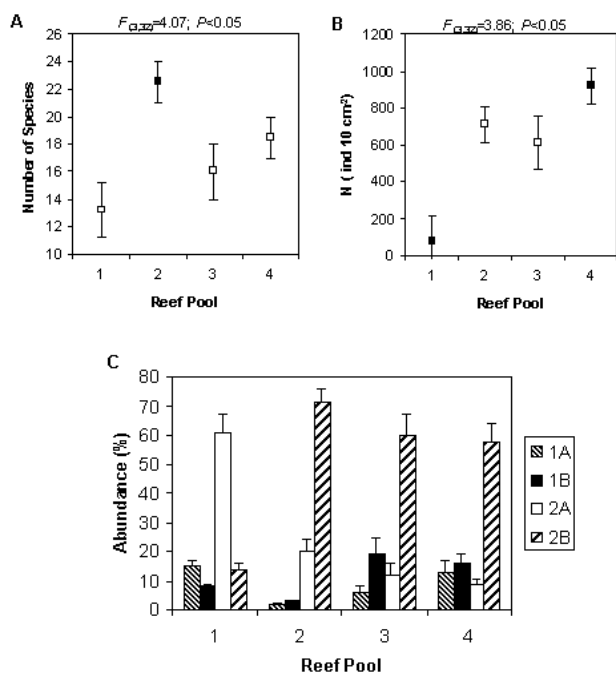 A
F(3,32)=4.07; P<0.05
Number of Species
26
24
22
20
18
16
14
12
10
1 2 3 4
Reef Pool
B
F(3,32)=3.86; P<0.05
N ( ind 10 cm-2)
1200
1000
800
600
400
200
0
1 2 3 4
Reef Pool
C
Abundance (%)
80
70
60
50
40
30
20
10
0
1 2 3 4
Reef Pool
1A
1B
2A
2B